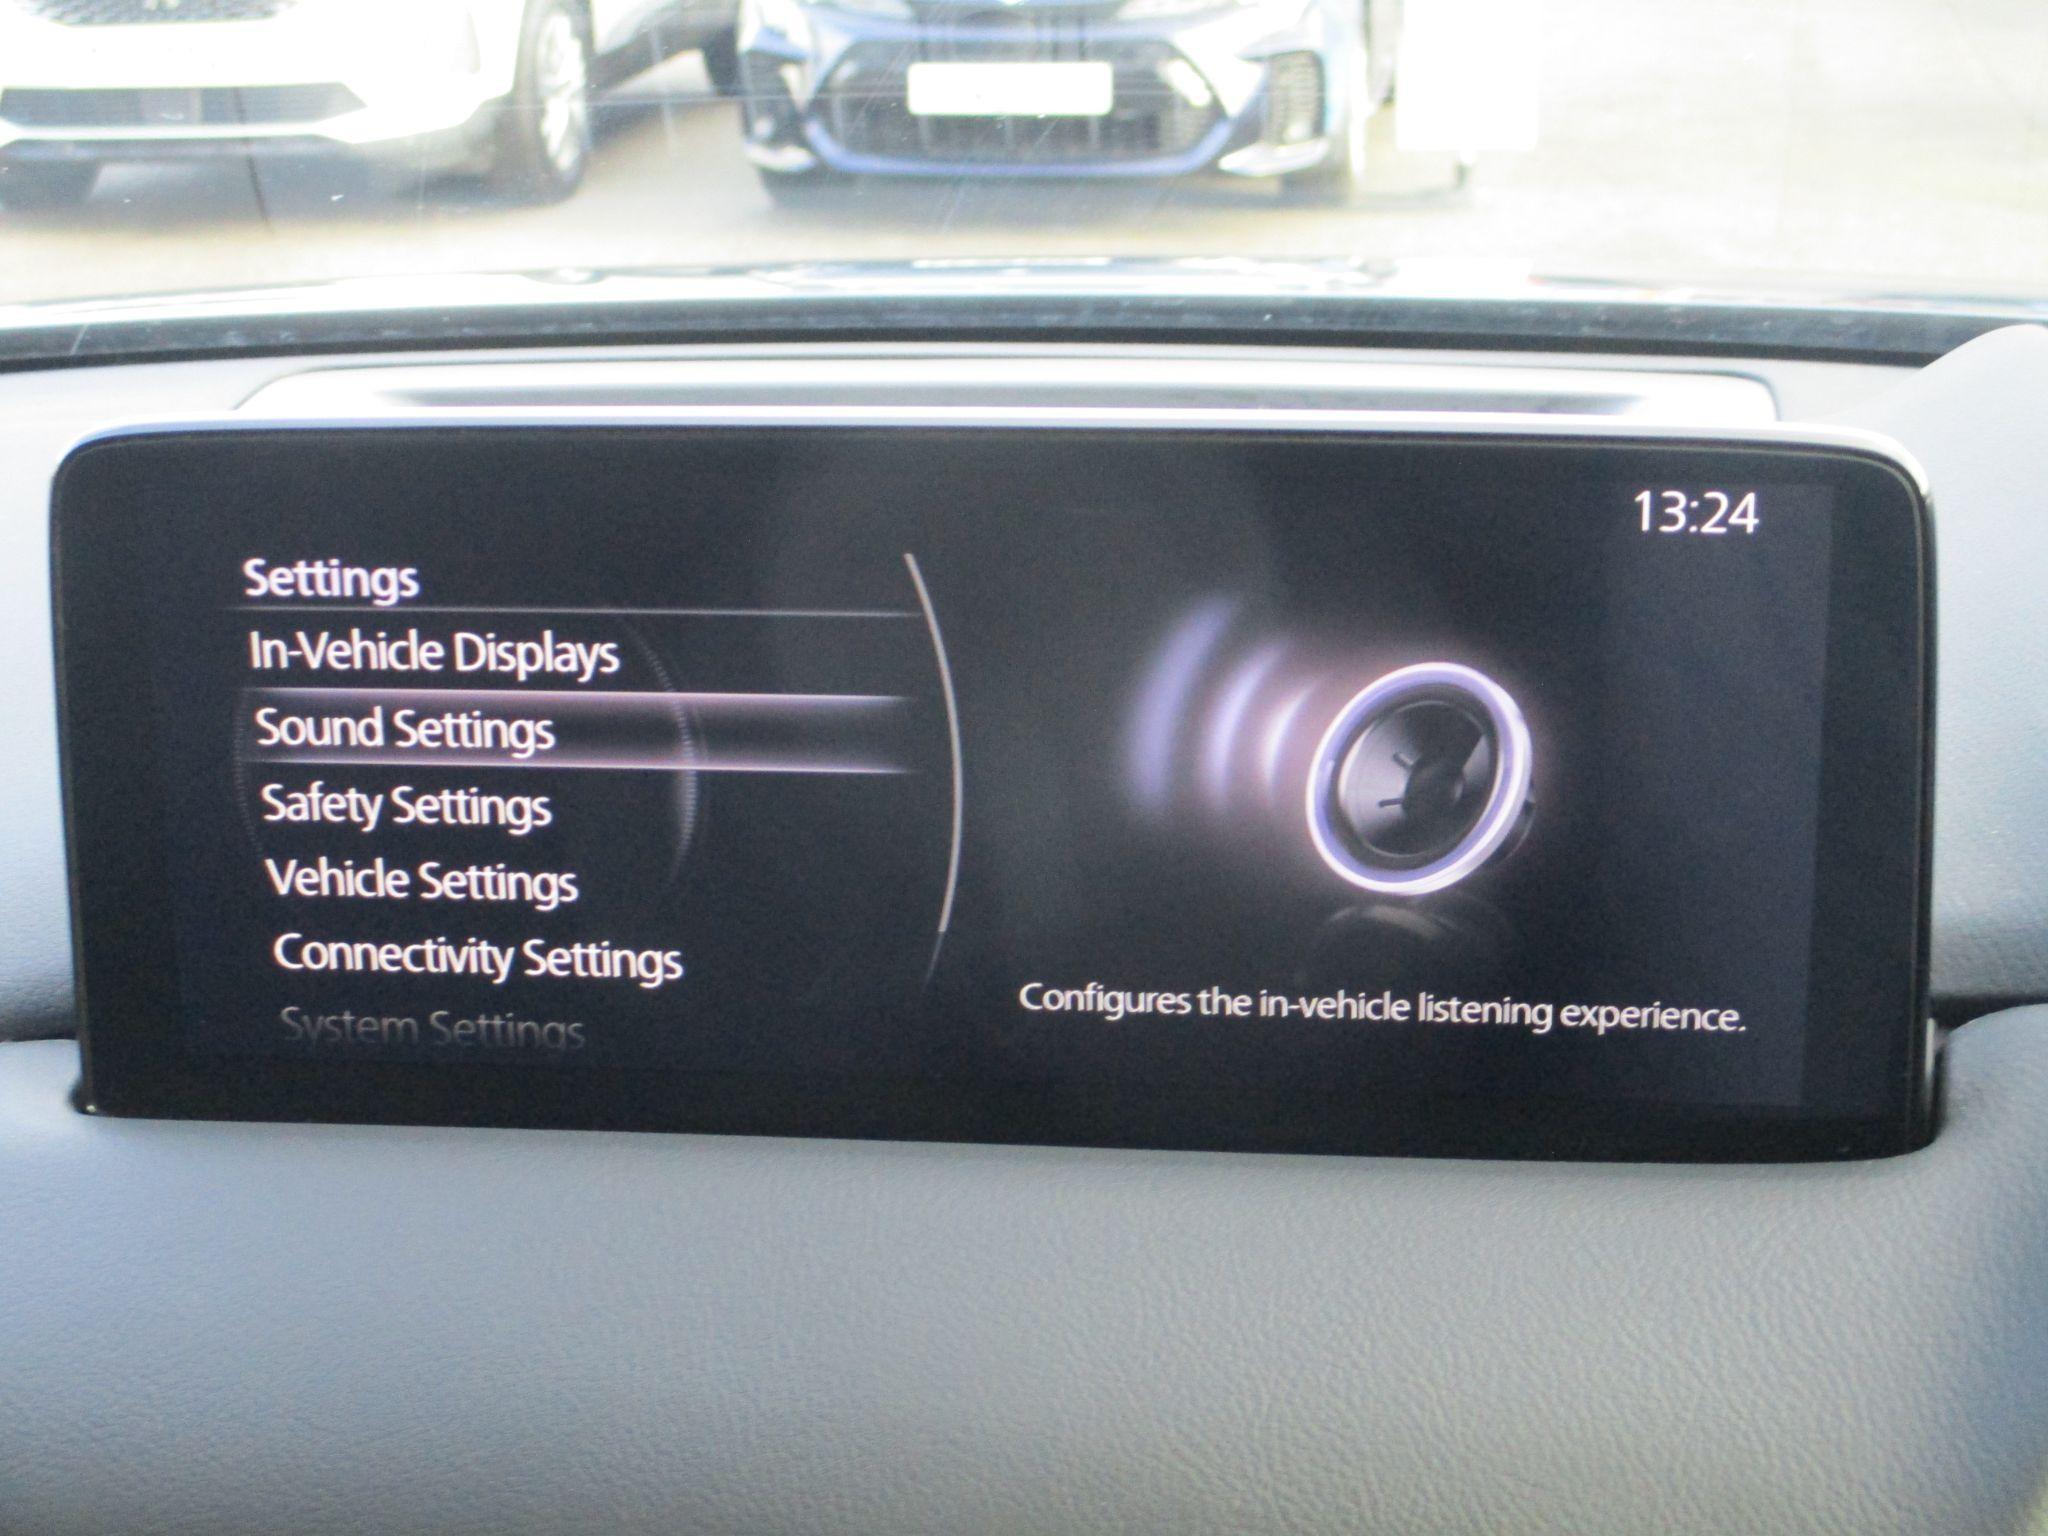 13:24
Settings
In-Vehicle Displays
Sound Settings
Safety Settings
Vehicle Settings
Connectivity Settings
System Settings
Configures the in-vehicle listening experience.